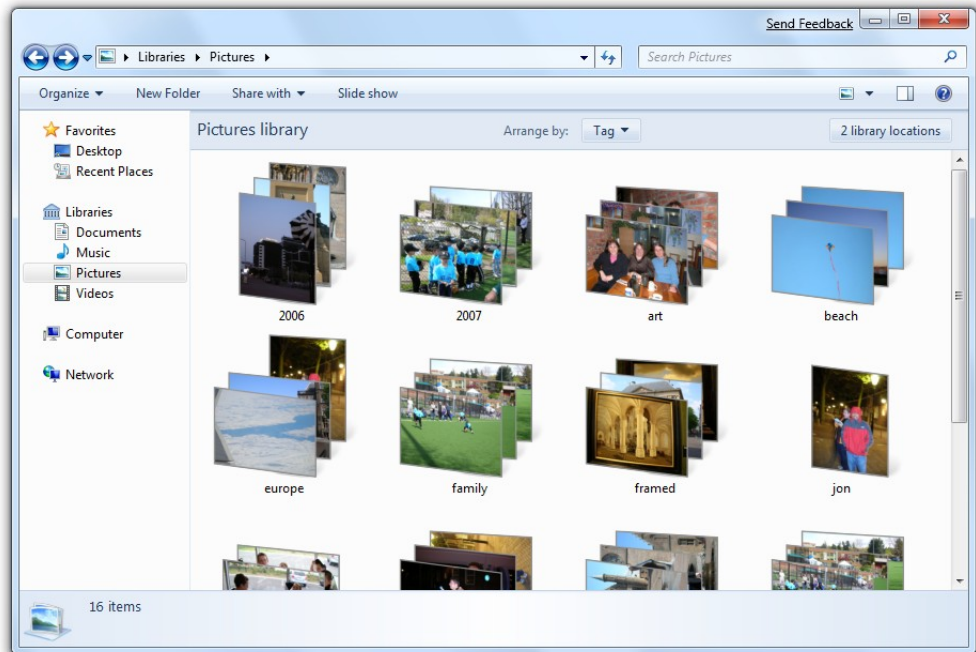 Send Feedback
Libraries Pictures
Search Pictures
Organize New Folder Share with Slide show
Favorites
Desktop
Recent Places
Libraries
Documents
Music
Pictures
Videos
Computer
Network
Pictures library Arrange by: Tag 2 library locations
2006 2007 art beach
europe family framed jon
16 items